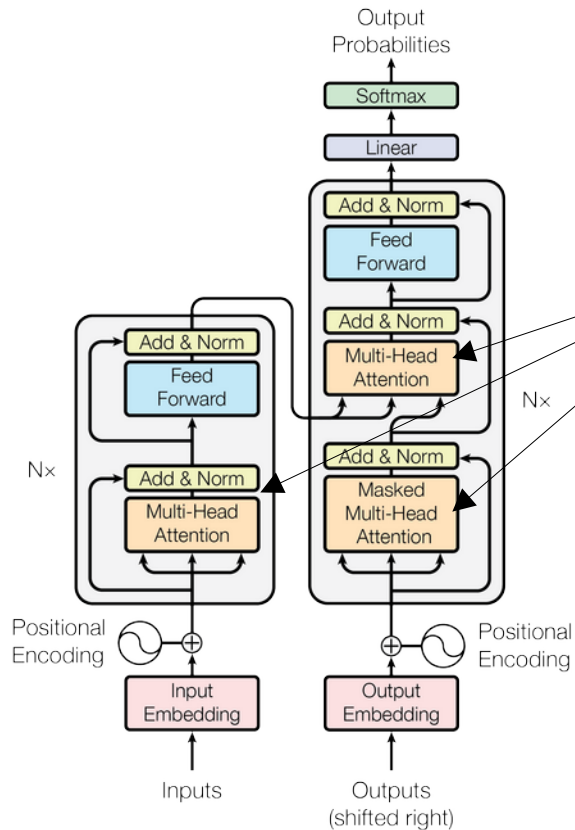 Output
Probabilities
Softmax
Linear
Add & Norm
Feed
Forward
Add & Norm
Multi-Head
Attention
Add & Norm
Masked
Multi-Head
Attention
N×
Add & Norm
Feed
Forward
N×
Add & Norm
Multi-Head
Attention
Positional
Encoding
Positional
Encoding
Input
Embedding
Output
Embedding
Inputs
Outputs
(shifted right)